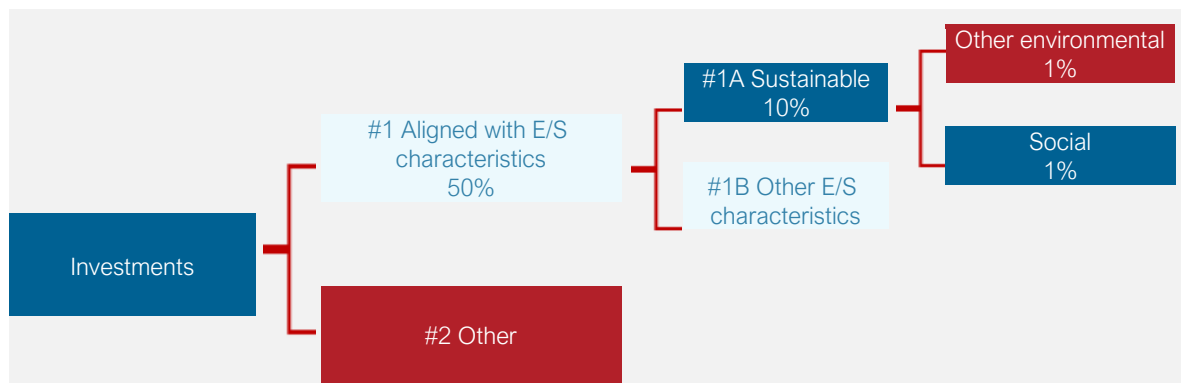 Investments
#1 Aligned with E/S
characteristics
50%
#2 Other
#1A Sustainable
10%
#1B Other E/S
characteristics
Other environmental
1%
Social
1%